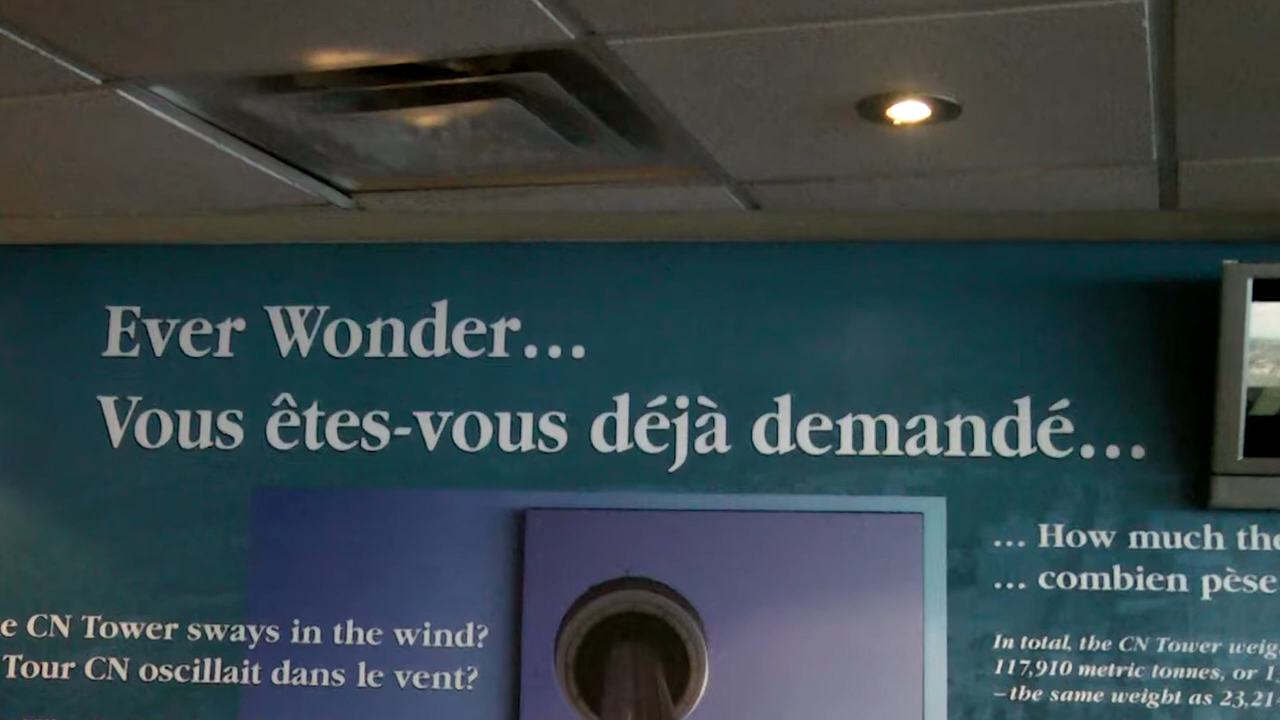 Ever Wonder...
Vous êtes-vous déjà demandé...
... How much the
... combien pèse
e CN Tower sways in the wind?
Tour CN oscillait dans le vent?
In total, the CN Tower weig
117,910 metric tonnes, or 1
–the same weight as 23,21